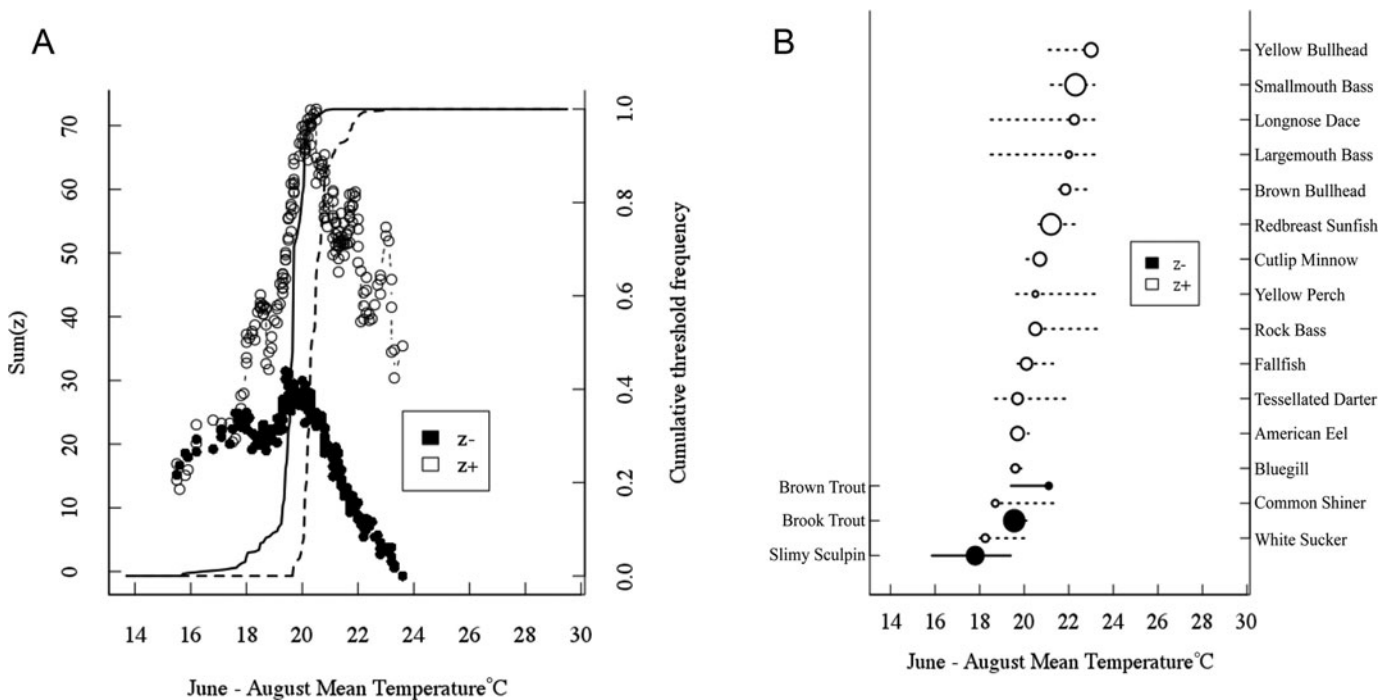 A
Sum(z)
70
60
50
40
30
20
10
0
1.0
0.8
0.6
0.4
0.2
0.0
Cumulative threshold frequency
z-
z+
14 16 18 20 22 24 26 28 30
June - August Mean Temperature°C
B
z-
z+
Yellow Bullhead
Smallmouth Bass
Longnose Dace
Largemouth Bass
Brown Bullhead
Redbreast Sunfish
Cutlip Minnow
Yellow Perch
Rock Bass
Fallfish
Tessellated Darter
American Eel
Bluegill
Common Shiner
White Sucker
Brown Trout
Brook Trout
Slimy Sculpin
14 16 18 20 22 24 26 28 30
June - August Mean Temperature°C